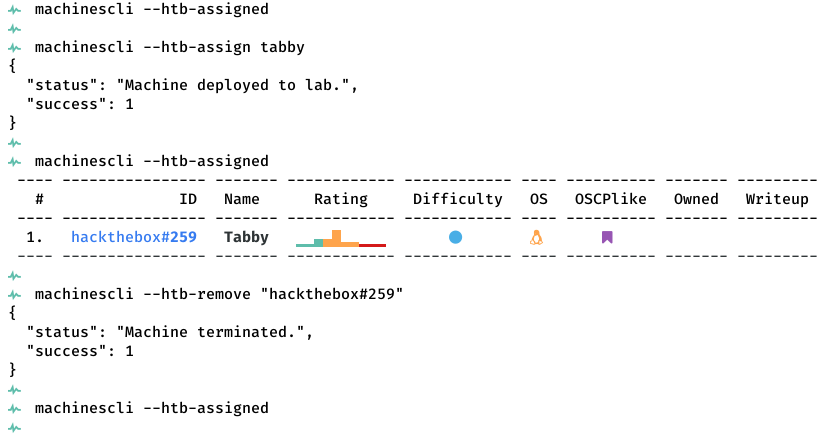 machinescli --htb-assigned
machinescli --htb-assign tabby
{
  "status": "Machine deployed to lab.",
  "success": 1
}
machinescli --htb-assigned
---- ---------------- ------- ------------ ------------ ---- ---------- ------- ---------
# ID Name Rating Difficulty OS OSCPlike Owned Writeup
---- ---------------- ------- ------------ ------------ ---- ---------- ------- ---------
1. hackthebox#259 Tabby
---- ---------------- ------- ------------ ------------ ---- ---------- ------- ---------
machinescli --htb-remove "hackthebox#259"
{
  "status": "Machine terminated.",
  "success": 1
}
machinescli --htb-assigned